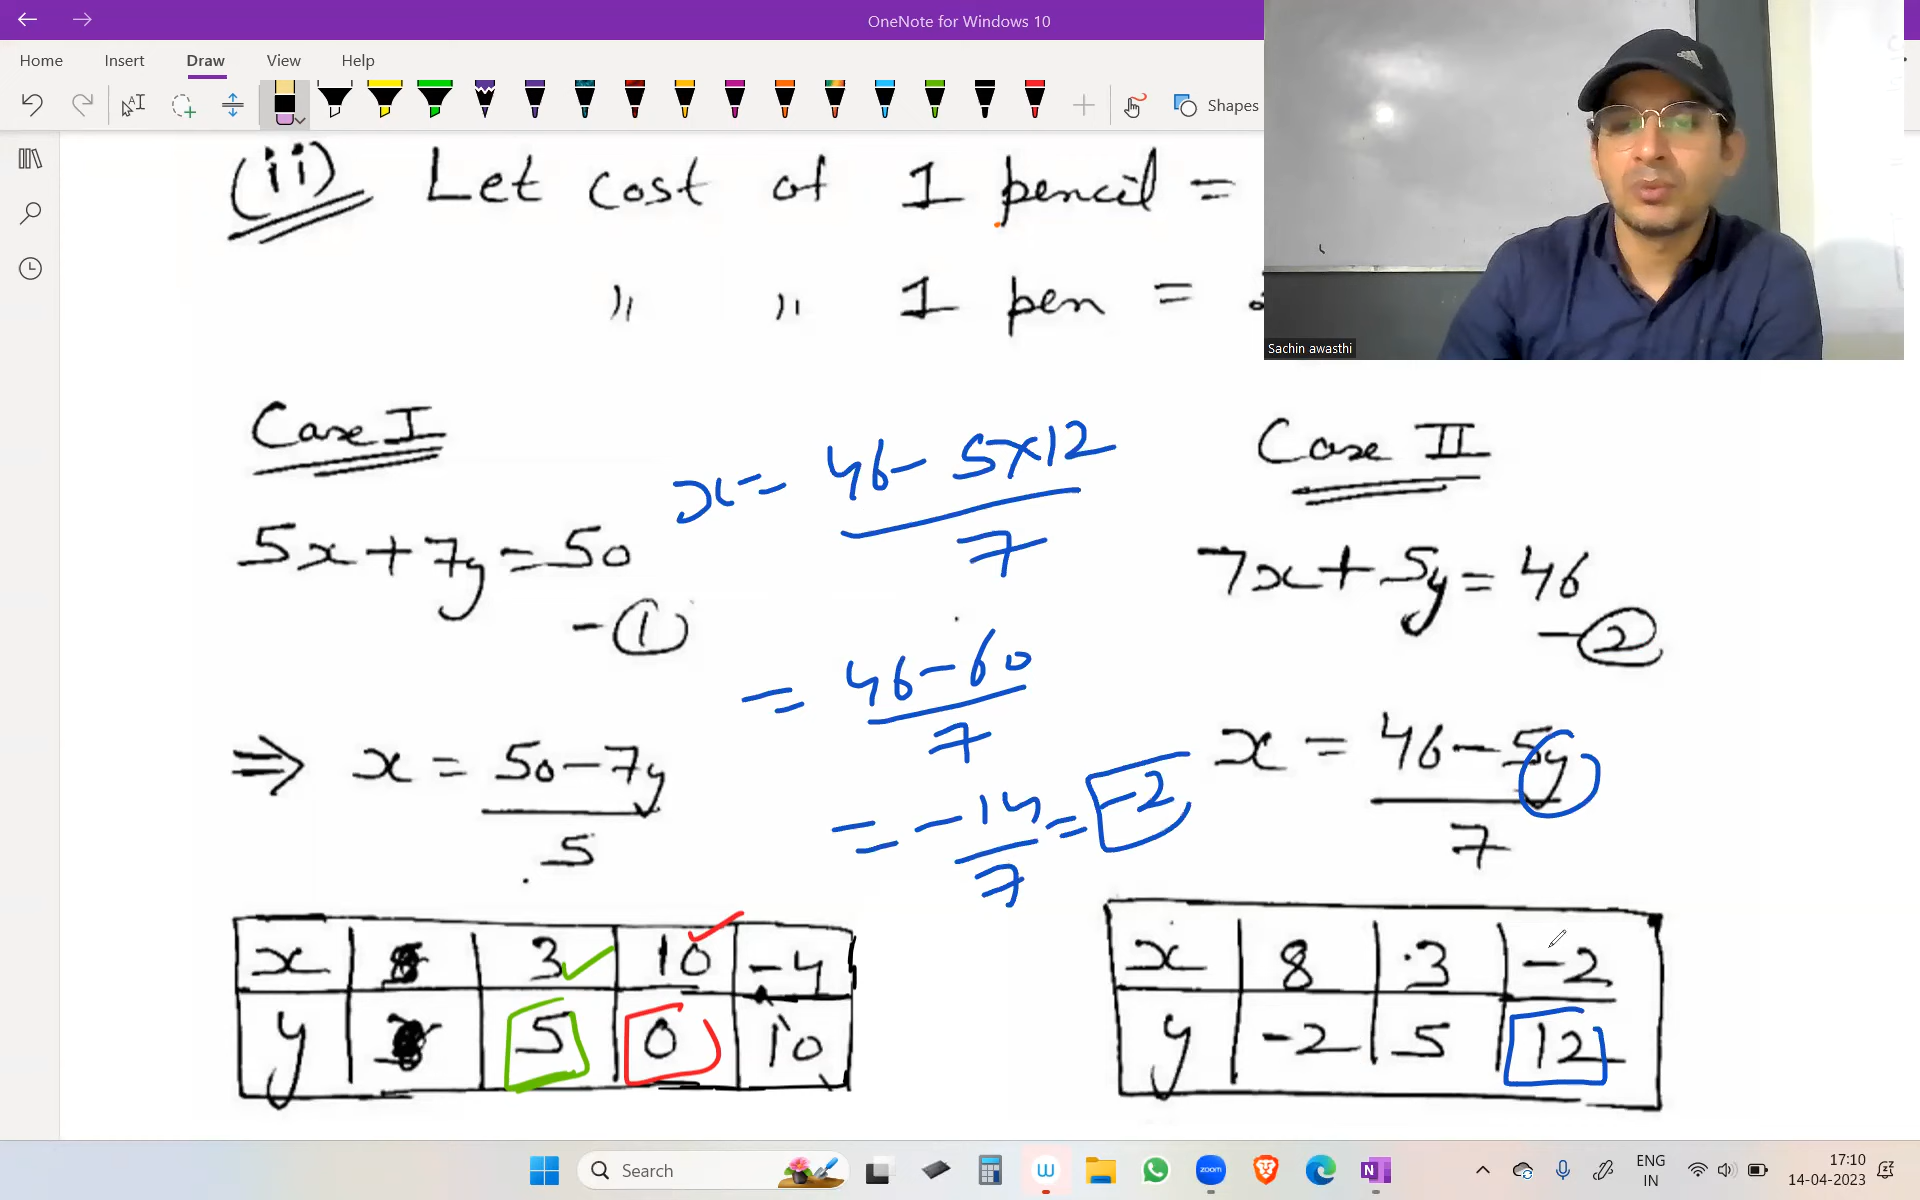 OneNote for Windows 10
Home Insert Draw View Help
Shapes
(ii) Let cost of 1 pencil =
" " 1 pen =
Sachin awasthi
Case I
5x + 7y = 50
- ①
⇒ x = 50 - 7y / 5
x 3 10 -4
y 5 0 10
x = 46 - 5 × 12 / 7
= 46 - 60 / 7
= -14 / 7 = -2
Case II
7x + 5y = 46
- ②
x = 46 - 5y / 7
x 8 3 -2
y -2 5 12
Search
zoom
ENG
IN
17:10
14-04-2023